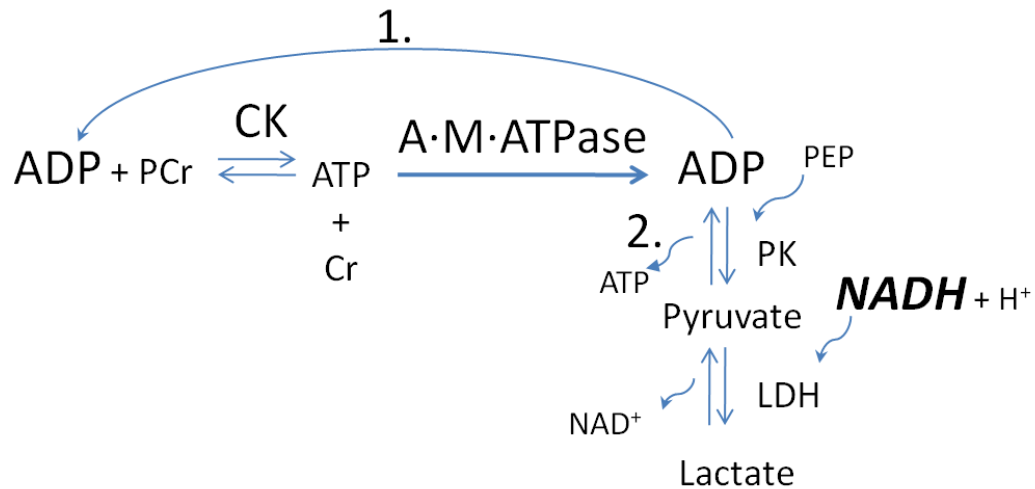 1.
CK
A·M·ATPase
ADP + PCr
ATP
+
Cr
ADP
PEP
2.
ATP
PK
Pyruvate
NADH + H⁺
NAD⁺
LDH
Lactate